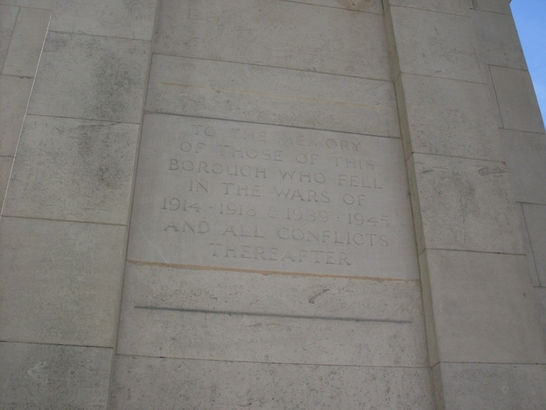 TO THE MEMORY
OF THOSE OF THIS
BOROUGH WHO FELL
IN THE WARS OF
1914 - 1918 & 1939 - 1945
AND ALL CONFLICTS
THEREAFTER